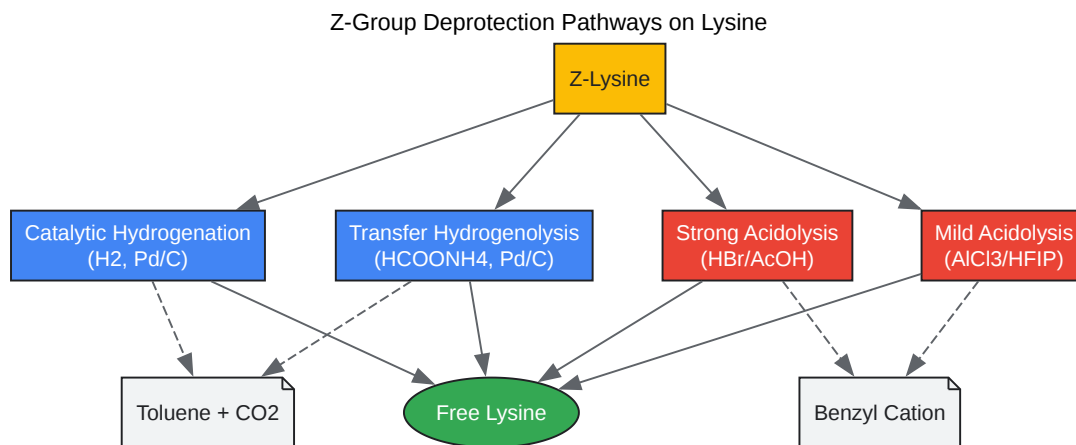 Z-Group Deprotection Pathways on Lysine
Z-Lysine
Catalytic Hydrogenation
(H2, Pd/C)
Transfer Hydrogenolysis
(HCOONH4, Pd/C)
Strong Acidolysis
(HBr/AcOH)
Mild Acidolysis
(AlCl3/HFIP)
Toluene + CO2
Free Lysine
Benzyl Cation